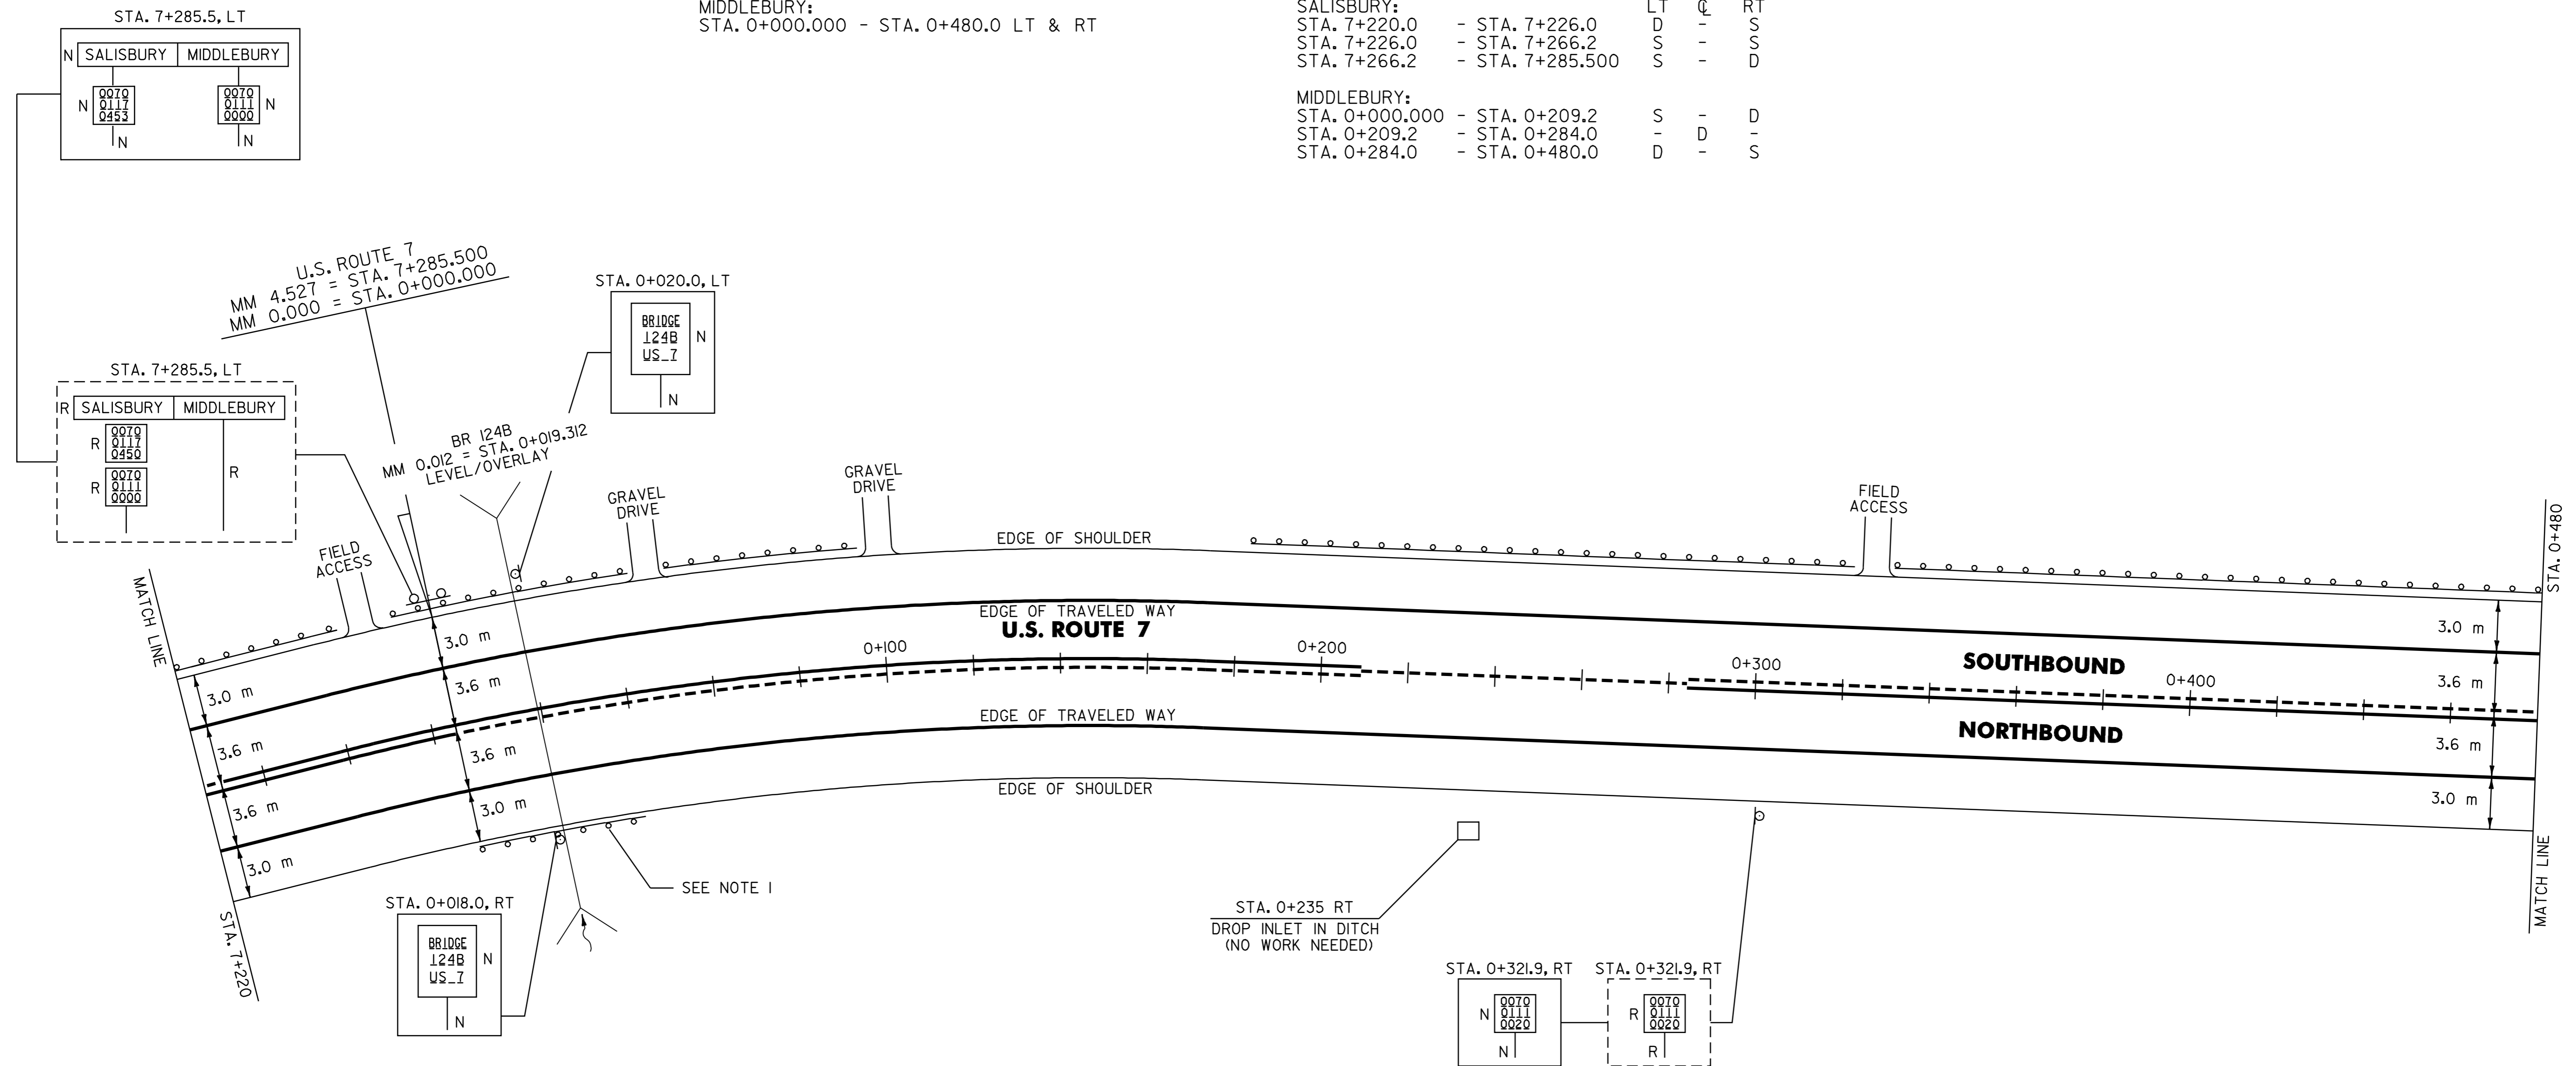 MIDDLEBURY:
STA. 0+000.000 - STA. 0+480.0 LT & RT
SALISBURY: LT ℄ RT
STA. 7+220.0 - STA. 7+226.0 D - S
STA. 7+226.0 - STA. 7+266.2 S - S
STA. 7+266.2 - STA. 7+285.500 S - D
MIDDLEBURY:
STA. 0+000.000 - STA. 0+209.2 S - D
STA. 0+209.2 - STA. 0+284.0 - D -
STA. 0+284.0 - STA. 0+480.0 D - S
STA. 7+285.5, LT
N SALISBURY MIDDLEBURY
N 0070 0070 N
0117 0111
0453 0000
N N
U.S. ROUTE 7
MM 4.527 = STA. 7+285.500
MM 0.000 = STA. 0+000.000
STA. 0+020.0, LT
BRIDGE
124B N
US_7
N
STA. 7+285.5, LT
R SALISBURY MIDDLEBURY
R 0070
0117
0450
R 0070
0111
0000
R
BR 124B
MM 0.012 = STA. 0+019.312
LEVEL/OVERLAY
FIELD
ACCESS
GRAVEL
DRIVE
GRAVEL
DRIVE
FIELD
ACCESS
EDGE OF SHOULDER
EDGE OF TRAVELED WAY
U.S. ROUTE 7
0+100
0+200
0+300
0+400
SOUTHBOUND
NORTHBOUND
EDGE OF TRAVELED WAY
EDGE OF SHOULDER
MATCH LINE
STA. 7+220
3.0 m
3.6 m
3.6 m
3.0 m
3.0 m
3.6 m
3.6 m
3.0 m
3.0 m
3.6 m
3.6 m
3.0 m
STA. 0+480
MATCH LINE
SEE NOTE 1
STA. 0+018.0, RT
BRIDGE
124B N
US_7
N
STA. 0+235 RT
DROP INLET IN DITCH
(NO WORK NEEDED)
STA. 0+321.9, RT
N 0070
0111
0020
N
STA. 0+321.9, RT
R 0070
0111
0020
R